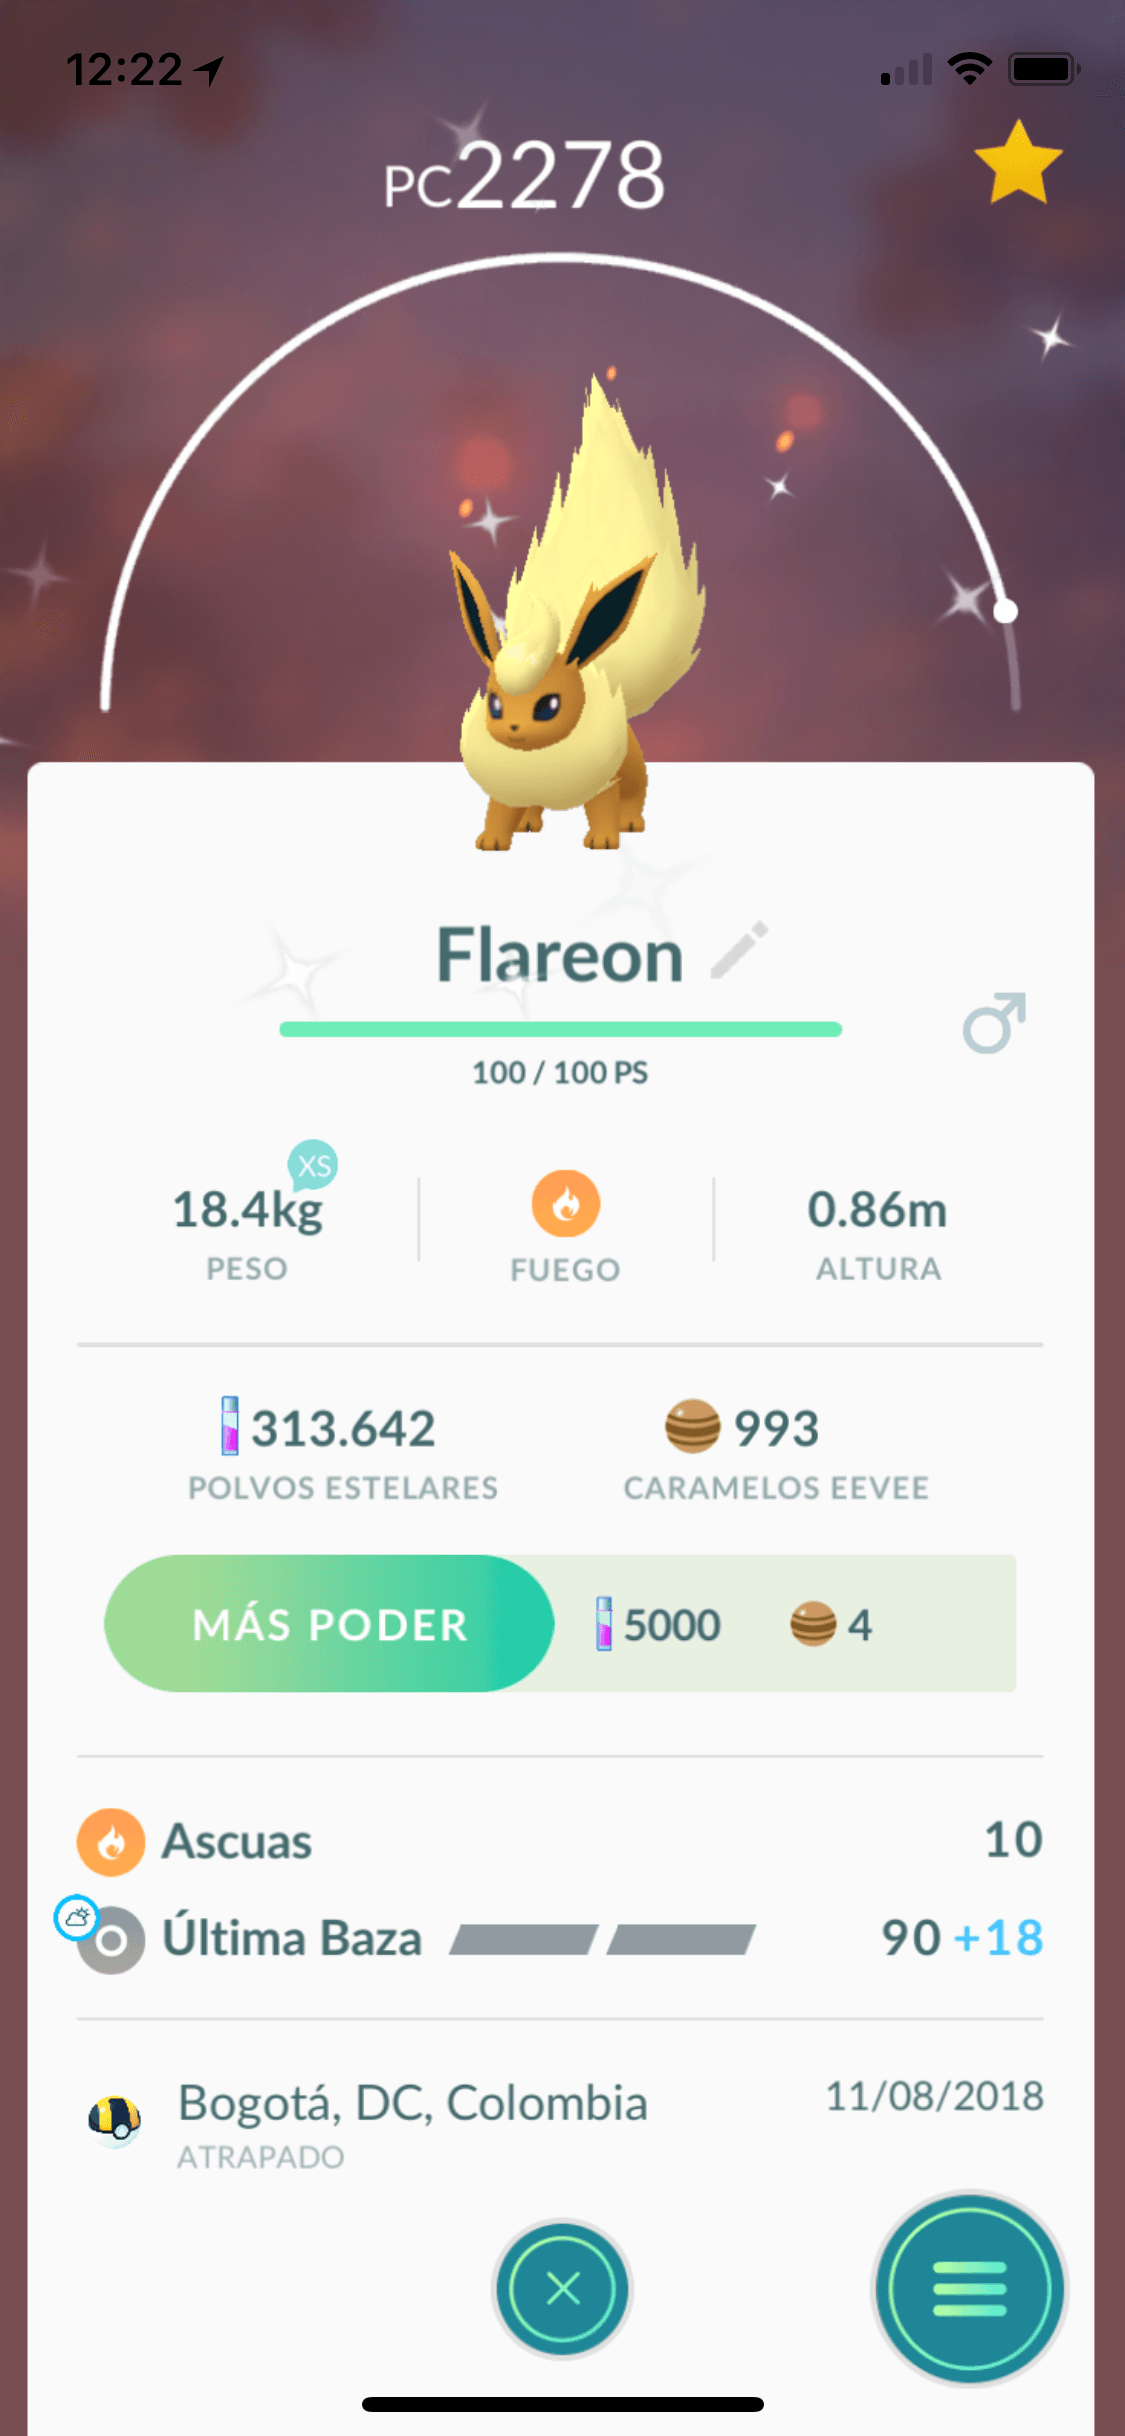 12:22
PC2278
Flareon
100 / 100 PS
XS
18.4kg
PESO
FUEGO
0.86m
ALTURA
313.642
POLVOS ESTELARES
993
CARAMELOS EEVEE
MÁS PODER
5000
4
Ascuas 10
Última Baza 90 +18
Bogotá, DC, Colombia 11/08/2018
ATRAPADO